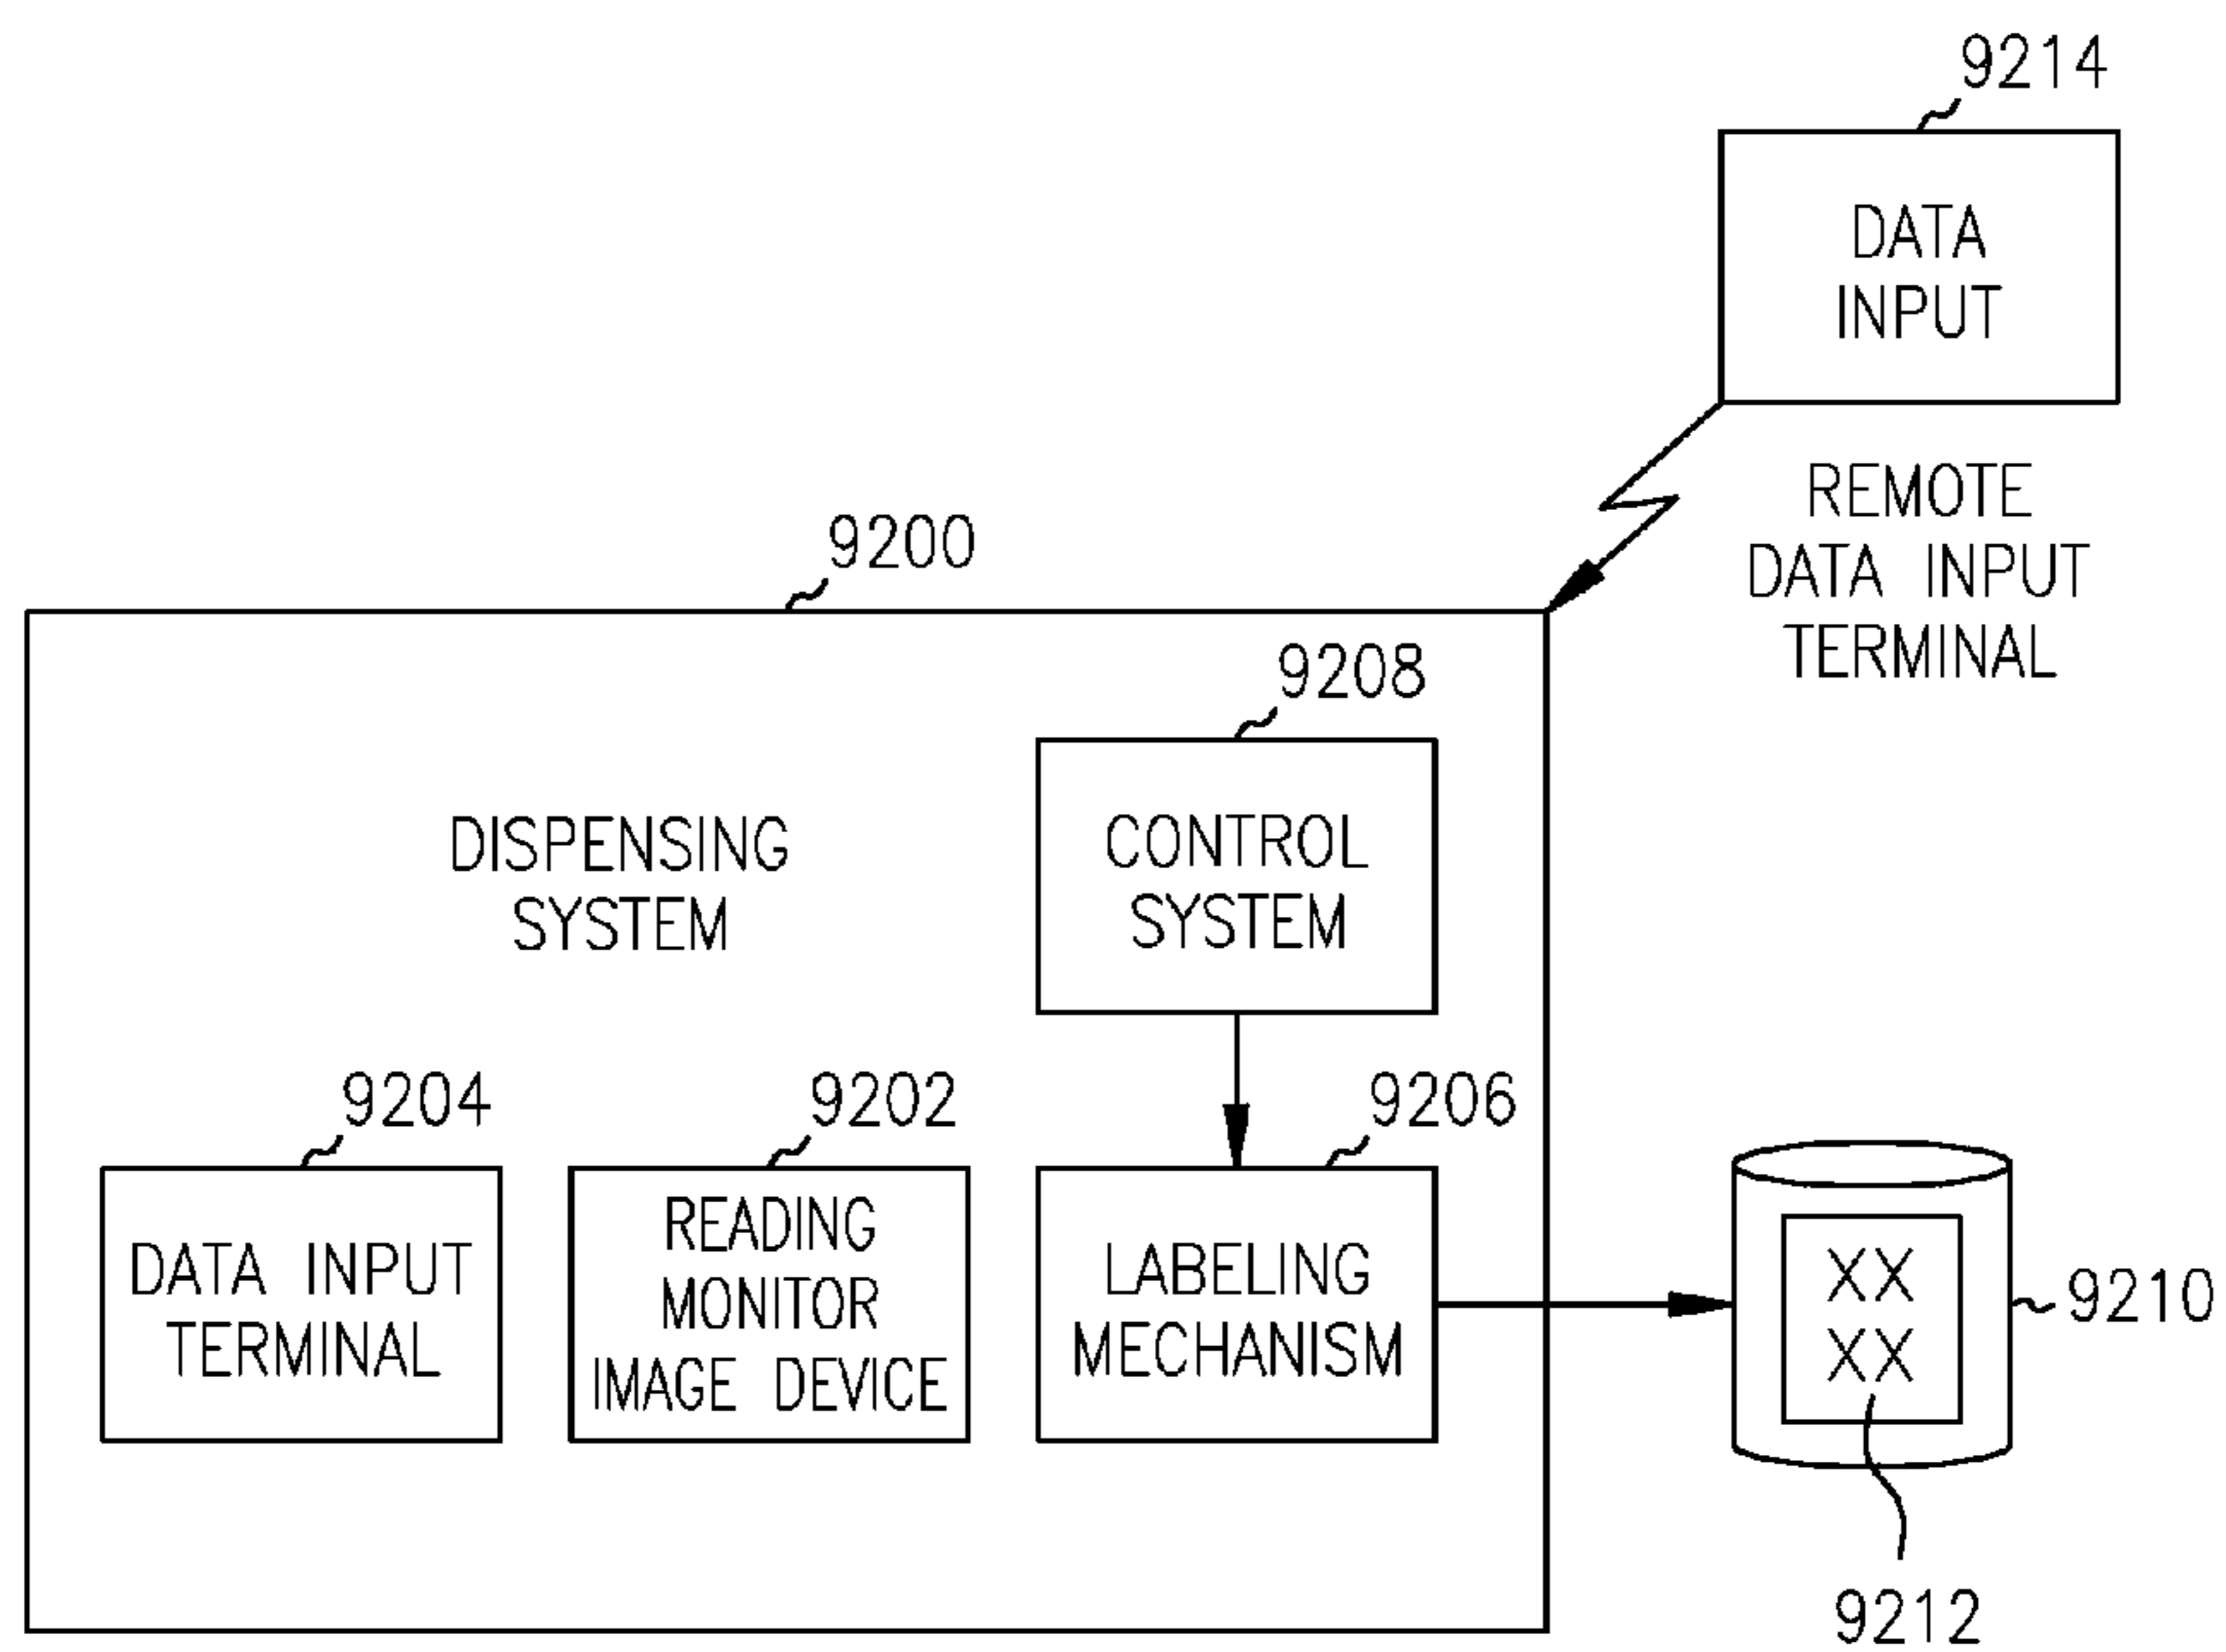 9214
DATA
INPUT
REMOTE
DATA INPUT
TERMINAL
9200
9208
DISPENSING
SYSTEM
CONTROL
SYSTEM
9204
9202
9206
DATA INPUT
TERMINAL
READING
MONITOR
IMAGE DEVICE
LABELING
MECHANISM
XX
XX
9210
9212